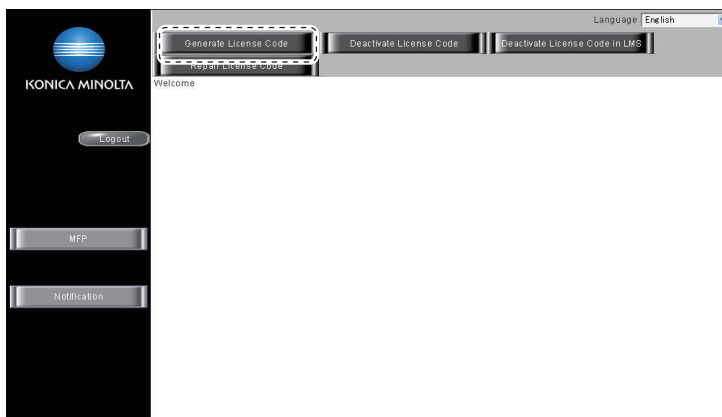 Language English
Generate License Code Deactivate License Code Deactivate License Code in LMS
Repair License Code
KONICA MINOLTA
Welcome
Logout
MFP
Notification